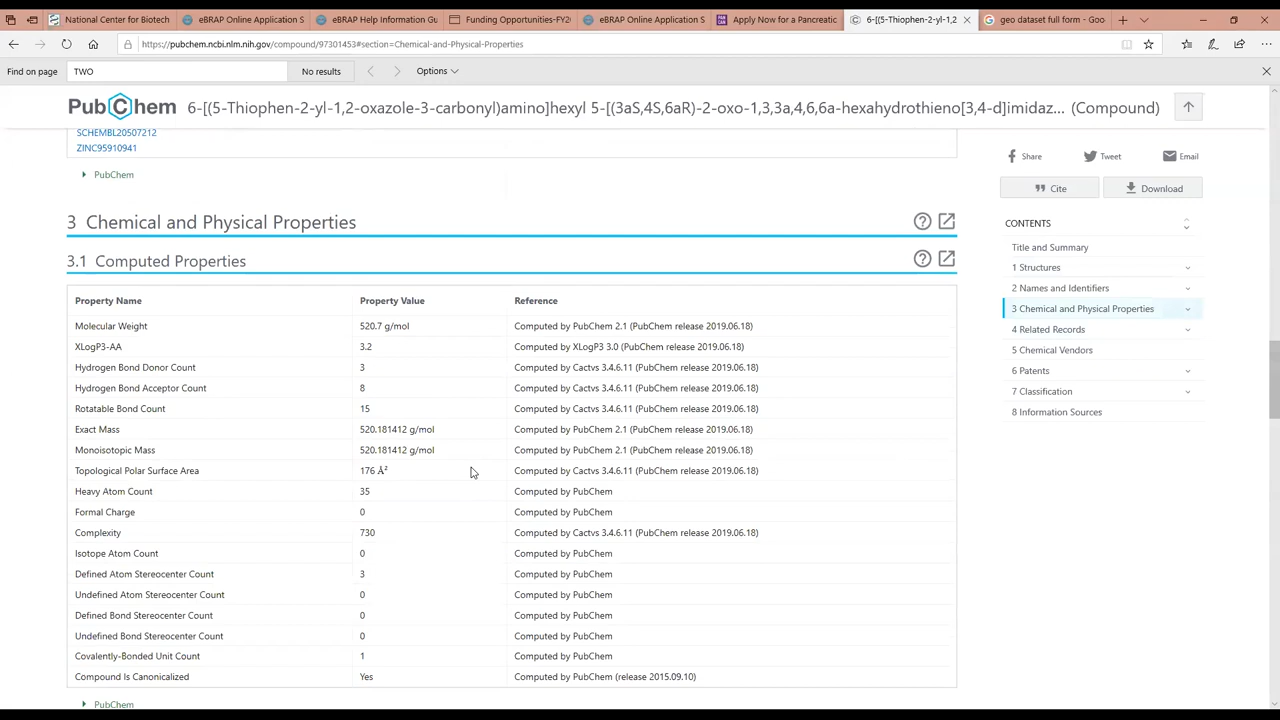 National Center for Biotech
eBRAP Online Application S
eBRAP Help Information Gu
Funding Opportunities-FY2
eBRAP Online Application S
Apply Now for a Pancreatic
6-[(5-Thiophen-2-yl-1,2
geo dataset full form - Goo
https://pubchem.ncbi.nlm.nih.gov/compound/97301453#section=Chemical-and-Physical-Properties
Find on page TWO No results Options
PubChem 6-[(5-Thiophen-2-yl-1,2-oxazole-3-carbonyl)amino]hexyl 5-[(3aS,4S,6aR)-2-oxo-1,3,3a,4,6,6a-hexahydrothieno[3,4-d]imidaz... (Compound)
SCHEMBL20507212
ZINC95910941
PubChem
3 Chemical and Physical Properties
3.1 Computed Properties
Property Name Property Value Reference
Molecular Weight 520.7 g/mol Computed by PubChem 2.1 (PubChem release 2019.06.18)
XLogP3-AA 3.2 Computed by XLogP3 3.0 (PubChem release 2019.06.18)
Hydrogen Bond Donor Count 3 Computed by Cactvs 3.4.6.11 (PubChem release 2019.06.18)
Hydrogen Bond Acceptor Count 8 Computed by Cactvs 3.4.6.11 (PubChem release 2019.06.18)
Rotatable Bond Count 15 Computed by Cactvs 3.4.6.11 (PubChem release 2019.06.18)
Exact Mass 520.181412 g/mol Computed by PubChem 2.1 (PubChem release 2019.06.18)
Monoisotopic Mass 520.181412 g/mol Computed by PubChem 2.1 (PubChem release 2019.06.18)
Topological Polar Surface Area 176 Å² Computed by Cactvs 3.4.6.11 (PubChem release 2019.06.18)
Heavy Atom Count 35 Computed by PubChem
Formal Charge 0 Computed by PubChem
Complexity 730 Computed by Cactvs 3.4.6.11 (PubChem release 2019.06.18)
Isotope Atom Count 0 Computed by PubChem
Defined Atom Stereocenter Count 3 Computed by PubChem
Undefined Atom Stereocenter Count 0 Computed by PubChem
Defined Bond Stereocenter Count 0 Computed by PubChem
Undefined Bond Stereocenter Count 0 Computed by PubChem
Covalently-Bonded Unit Count 1 Computed by PubChem
Compound Is Canonicalized Yes Computed by PubChem (release 2015.09.10)
PubChem
Share Tweet Email
Cite Download
CONTENTS
Title and Summary
1 Structures
2 Names and Identifiers
3 Chemical and Physical Properties
4 Related Records
5 Chemical Vendors
6 Patents
7 Classification
8 Information Sources